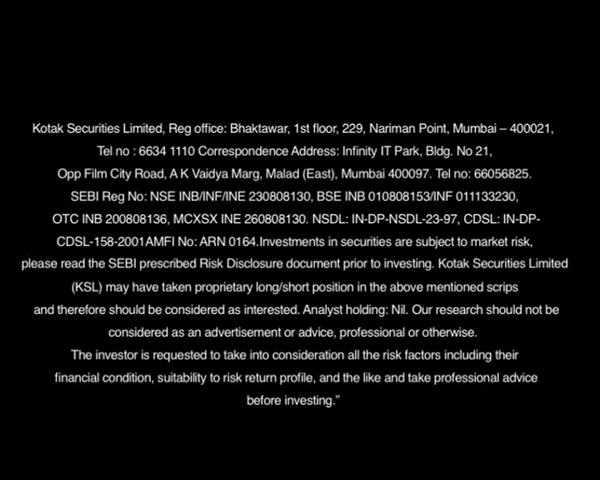 Kotak Securities Limited, Reg office: Bhaktawar, 1st floor, 229, Nariman Point, Mumbai – 400021,
Tel no : 6634 1110 Correspondence Address: Infinity IT Park, Bldg. No 21,
Opp Film City Road, A K Vaidya Marg, Malad (East), Mumbai 400097. Tel no: 66056825.
SEBI Reg No: NSE INB/INF/INE 230808130, BSE INB 010808153/INF 011133230,
OTC INB 200808136, MCXSX INE 260808130. NSDL: IN-DP-NSDL-23-97, CDSL: IN-DP-
CDSL-158-2001AMFI No: ARN 0164.Investments in securities are subject to market risk,
please read the SEBI prescribed Risk Disclosure document prior to investing. Kotak Securities Limited
(KSL) may have taken proprietary long/short position in the above mentioned scrips
and therefore should be considered as interested. Analyst holding: Nil. Our research should not be
considered as an advertisement or advice, professional or otherwise.
The investor is requested to take into consideration all the risk factors including their
financial condition, suitability to risk return profile, and the like and take professional advice
before investing.”